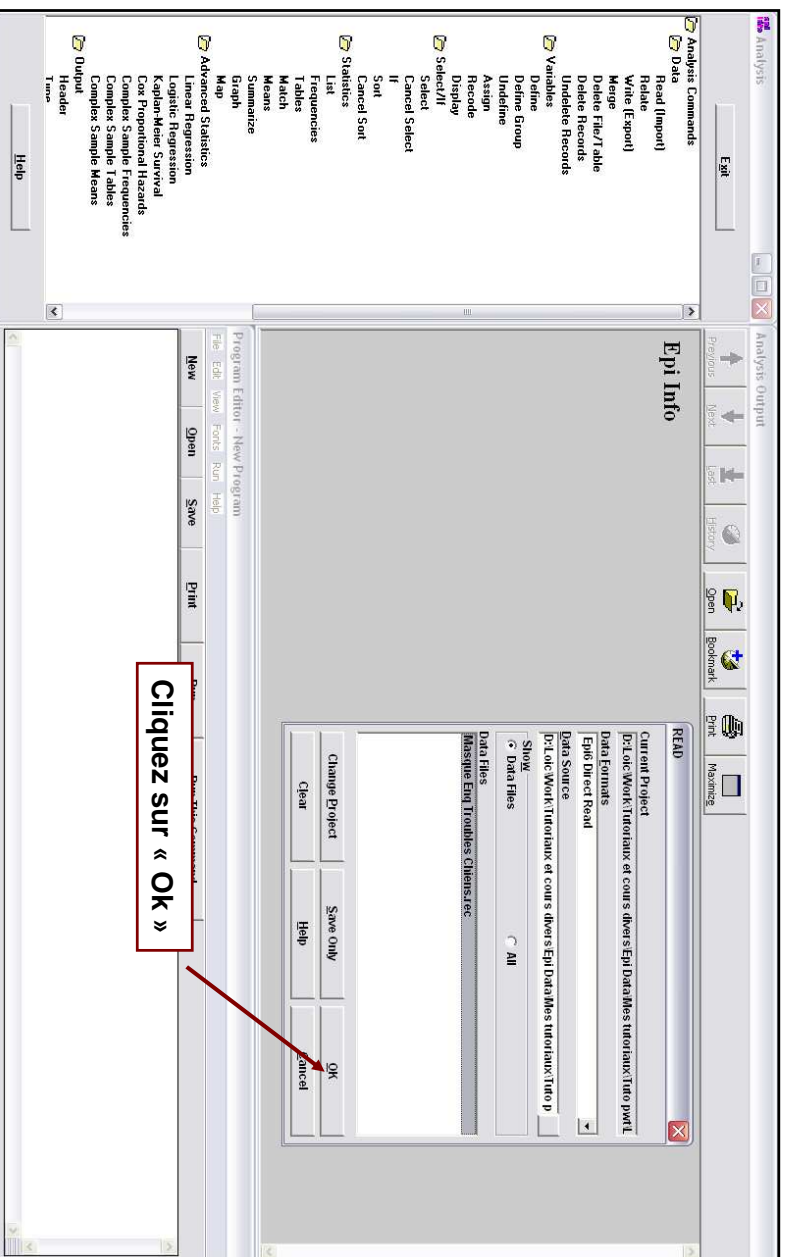 Analysis
Exit
Analysis Commands
Data
Read (Import)
Relate
Write (Export)
Merge
Delete File/Table
Delete Records
Undelete Records
Variables
Define
Define Group
Undefine
Assign
Recode
Display
Select/If
Select
Cancel Select
If
Sort
Cancel Sort
Statistics
List
Frequencies
Tables
Match
Means
Summarize
Graph
Map
Advanced Statistics
Linear Regression
Logistic Regression
Kaplan-Meier Survival
Cox Proportional Hazards
Complex Sample Frequencies
Complex Sample Tables
Complex Sample Means
Output
Header
Type
Help
Analysis Output
Previous Next Last History Open Bookmark Print Maximize
Epi Info
READ
Current Project
D:\Loic\Work\Tutoriaux et cours divers\Epi Data\Mes tutoriaux\Tuto pwt\L
Data Formats
Epi6 Direct Read
Data Source
D:\Loic\Work\Tutoriaux et cours divers\Epi Data\Mes tutoriaux\Tuto p
Show
Data Files All
Data Files
Masque Enq Troubles Chiens.rec
Change Project Save Only OK
Clear Help Cancel
Program Editor - New Program
File Edit View Fonts Run Help
New Open Save Print Run Run This Command
Cliquez sur « Ok »